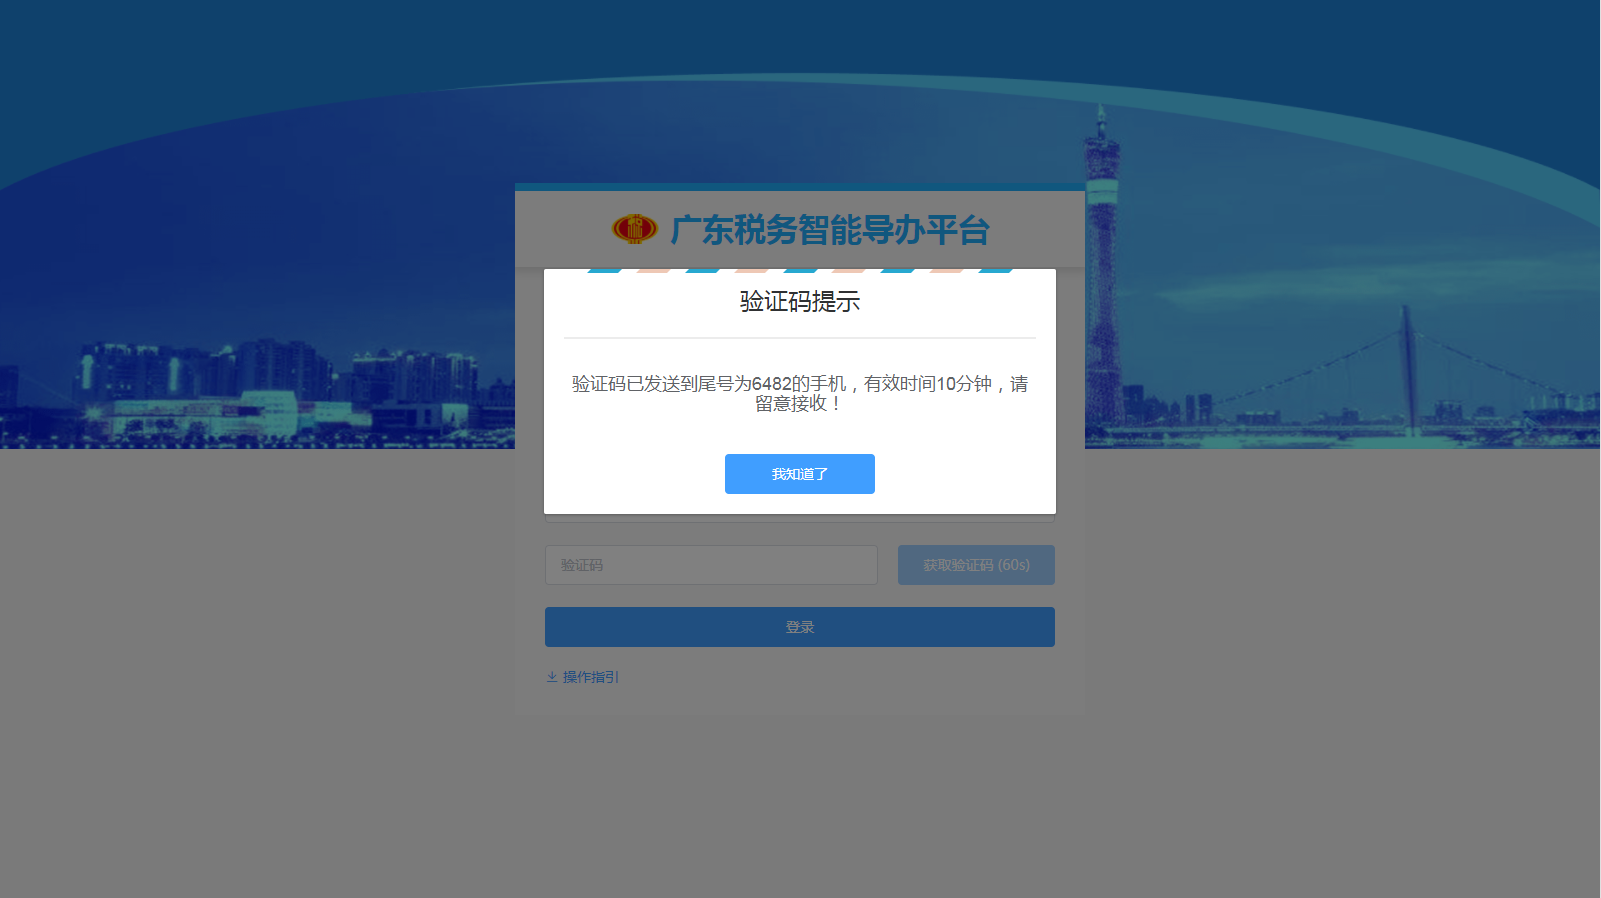 广东税务智能导办平台
验证码提示
验证码已发送到尾号为6482的手机，有效时间10分钟，请
留意接收！
我知道了
验证码
获取验证码 (60s)
登录
操作指引